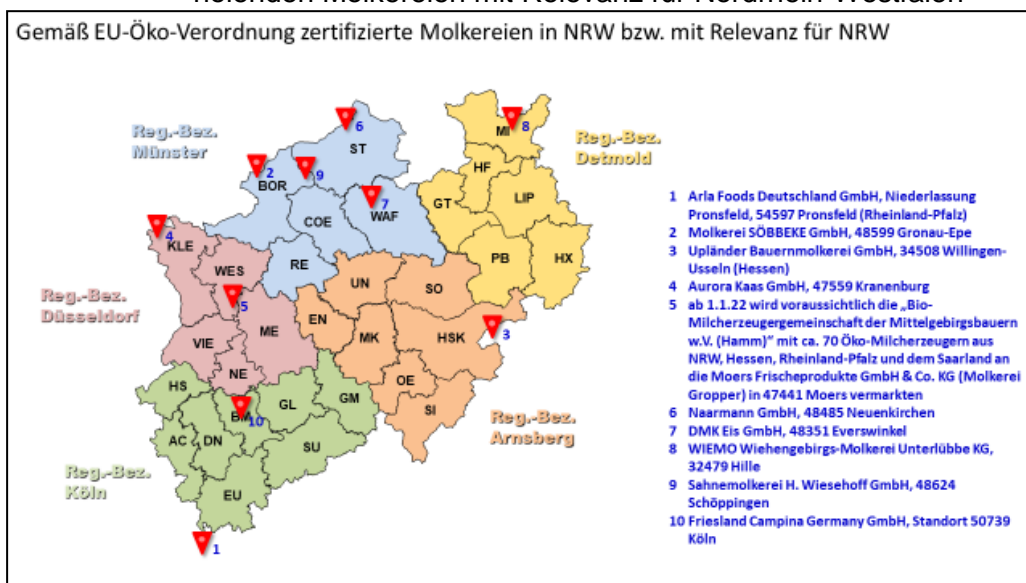 nehmenden Molkereien mit Relevanz für Nordrhein-Westfalen
Gemäß EU-Öko-Verordnung zertifizierte Molkereien in NRW bzw. mit Relevanz für NRW
Reg.-Bez.
Münster
Reg.-Bez.
Detmold
Reg.-Bez.
Düsseldorf
Reg.-Bez.
Arnsberg
Reg.-Bez.
Köln
6
ST
MI
8
HF
2
BOR
9
7
WAF
COE
GT
LIP
4
KLE
RE
PB
HX
WES
5
UN
SO
ME
EN
MK
HSK
3
VIE
NE
HS
BM
10
GL
GM
OE
AC
DN
SU
SI
EU
1
1 Arla Foods Deutschland GmbH, Niederlassung
Pronsfeld, 54597 Pronsfeld (Rheinland-Pfalz)
2 Molkerei SÖBBEKE GmbH, 48599 Gronau-Epe
3 Upländer Bauernmolkerei GmbH, 34508 Willingen-
Usseln (Hessen)
4 Aurora Kaas GmbH, 47559 Kranenburg
5 ab 1.1.22 wird voraussichtlich die „Bio-
Milcherzeugergemeinschaft der Mittelgebirgsbauern
w.V. (Hamm)" mit ca. 70 Öko-Milcherzeugern aus
NRW, Hessen, Rheinland-Pfalz und dem Saarland an
die Moers Frischeprodukte GmbH & Co. KG (Molkerei
Gropper) in 47441 Moers vermarkten
6 Naarmann GmbH, 48485 Neuenkirchen
7 DMK Eis GmbH, 48351 Everswinkel
8 WIEMO Wiehengebirgs-Molkerei Unterlübbe KG,
32479 Hille
9 Sahnemolkerei H. Wiesehoff GmbH, 48624
Schöppingen
10 Friesland Campina Germany GmbH, Standort 50739
Köln